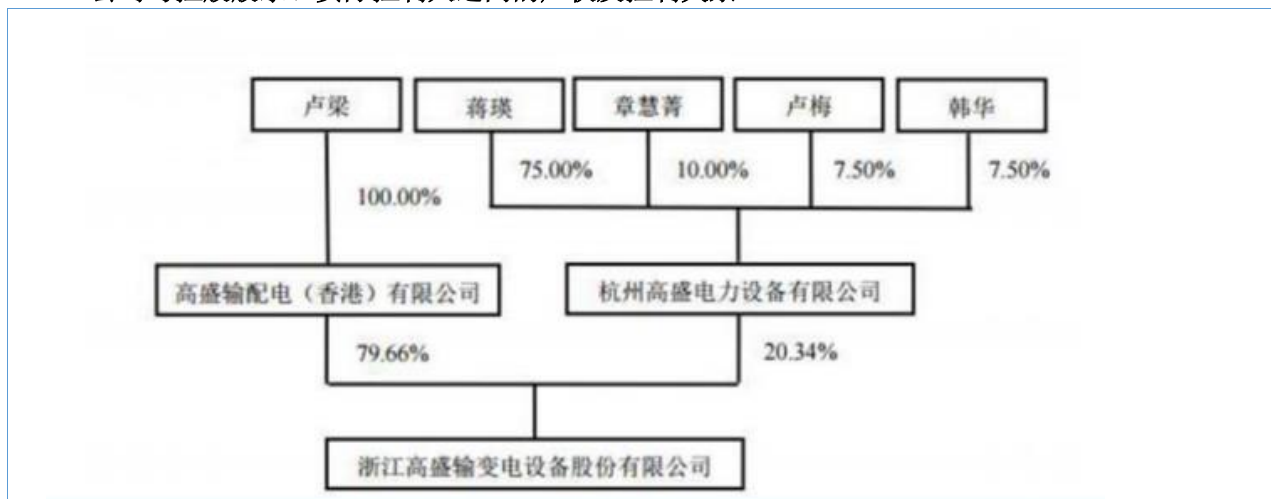 卢梁 蒋瑛 章慧菁 卢梅 韩华
75.00% 10.00% 7.50% 7.50%
100.00%
高盛输配电（香港）有限公司 杭州高盛电力设备有限公司
79.66% 20.34%
浙江高盛输变电设备股份有限公司